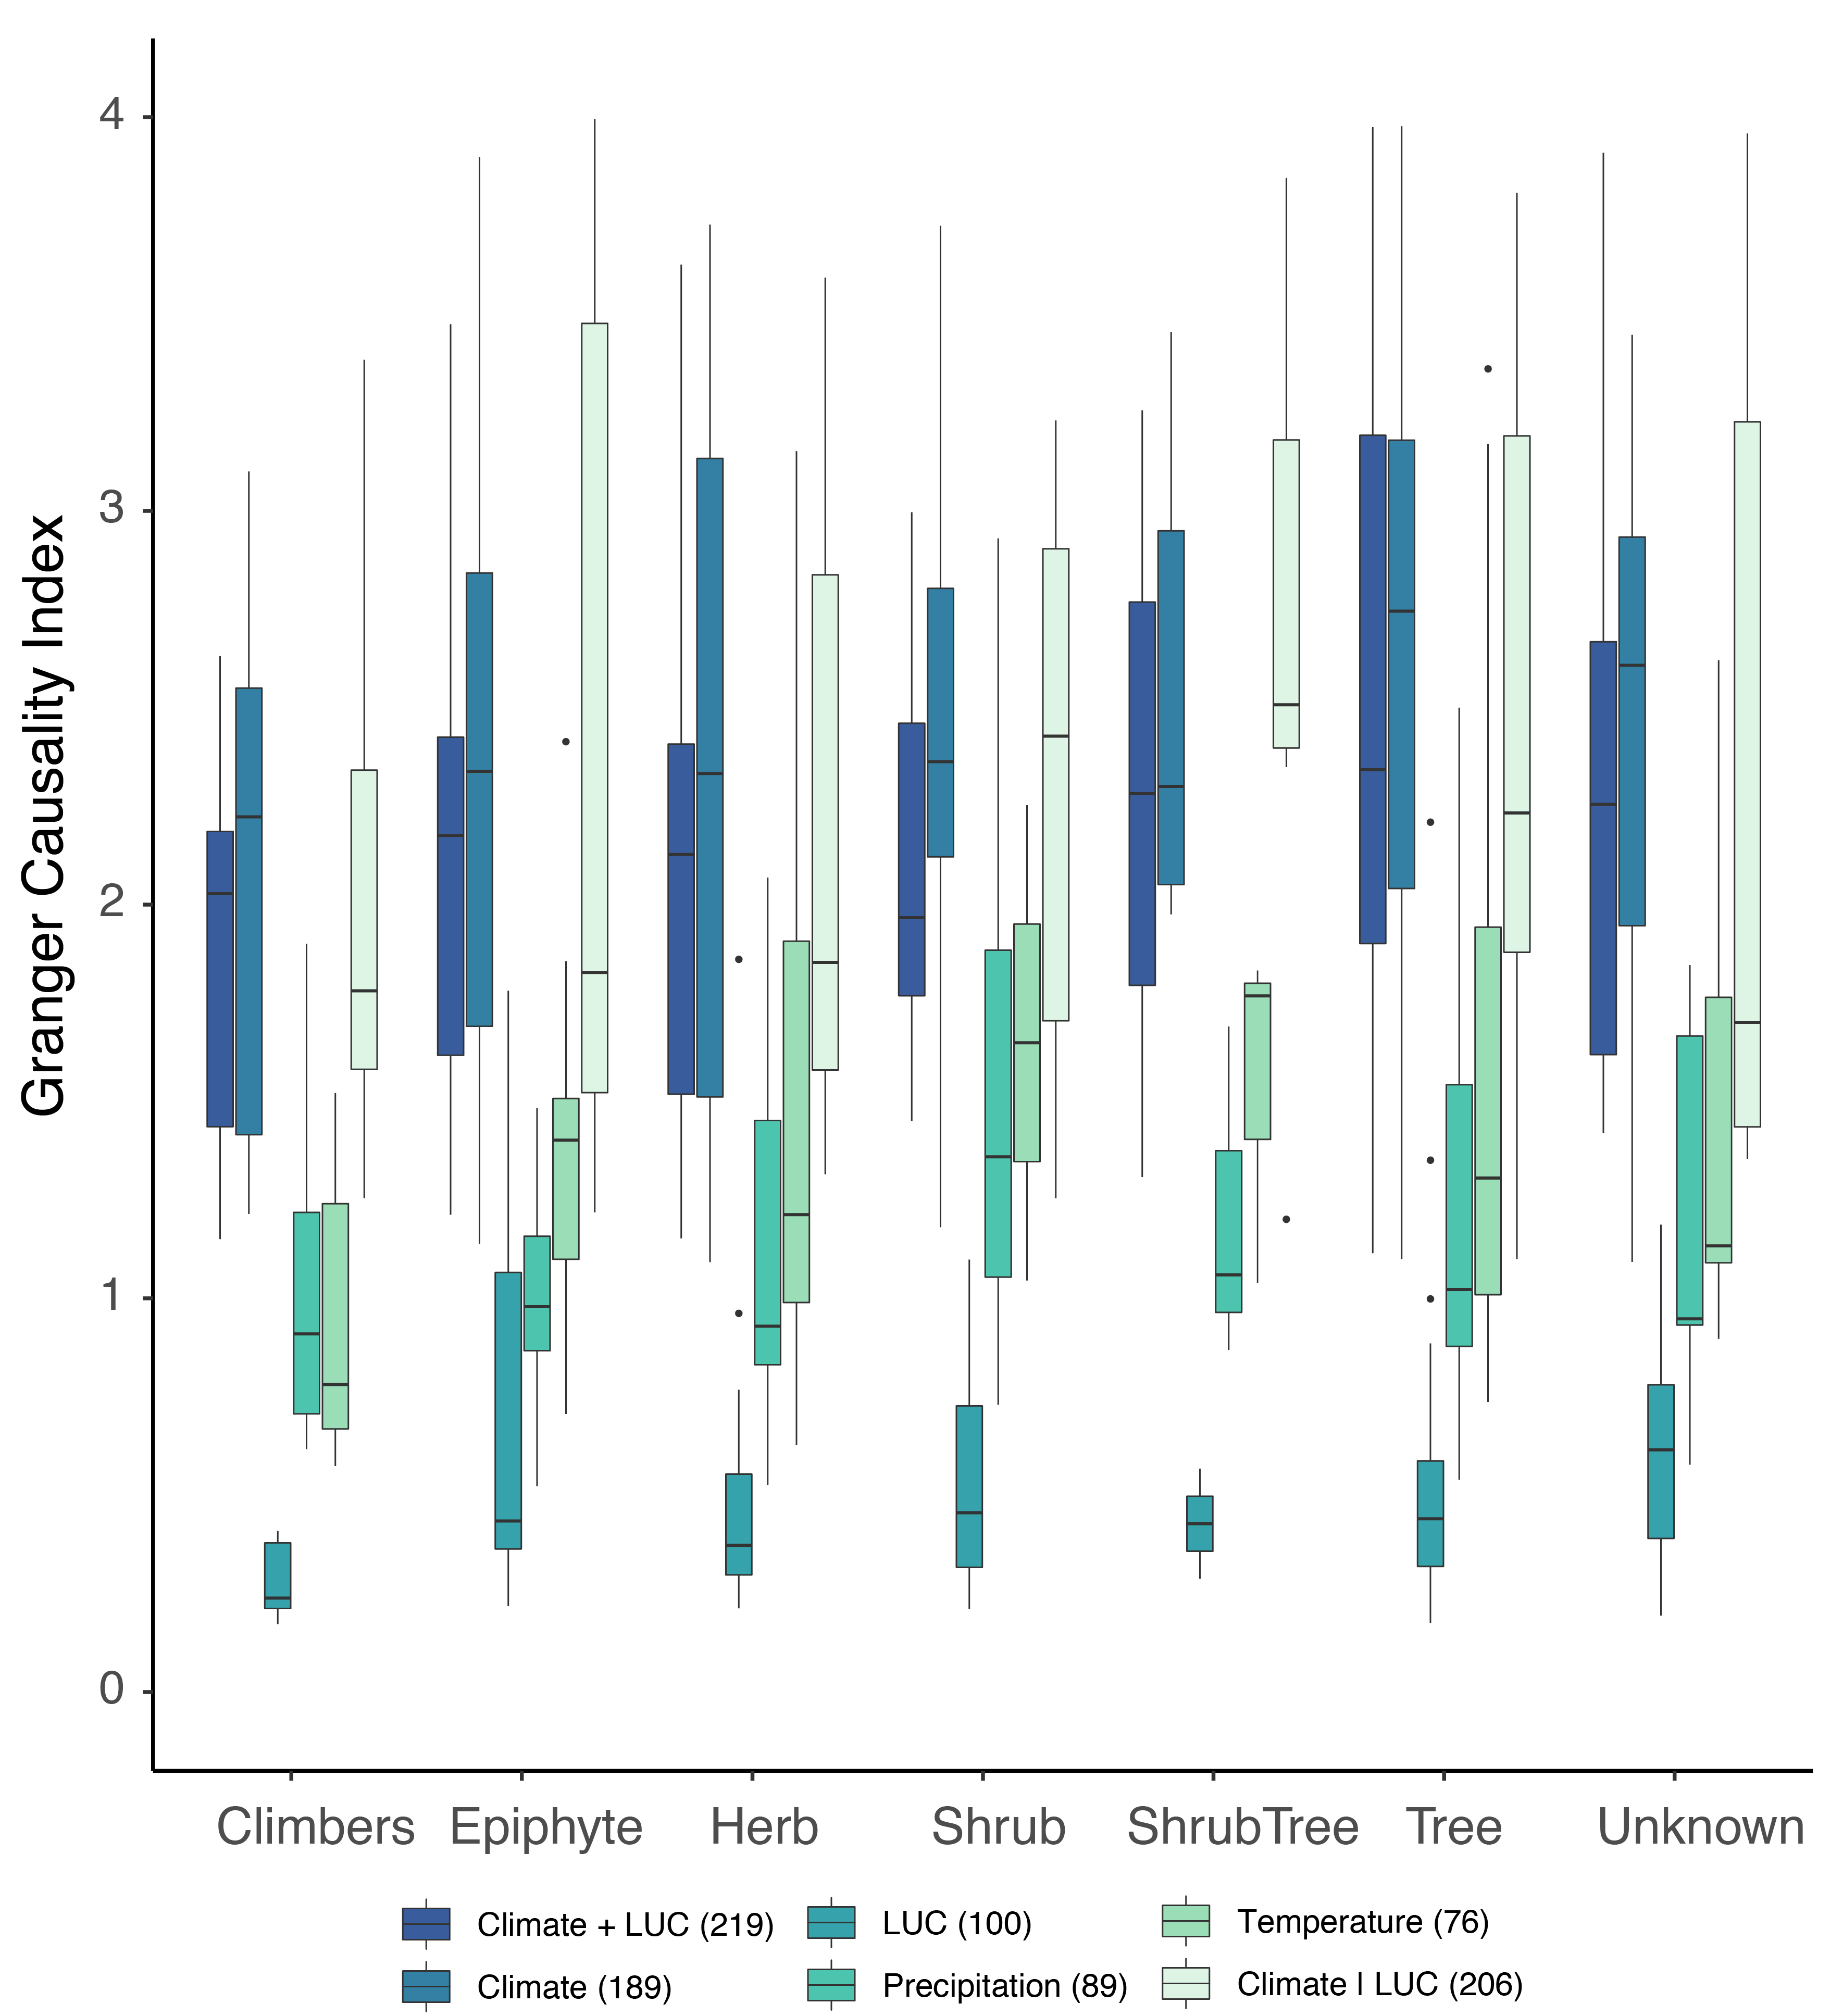 Granger Causality Index
4
3
2
1
0
Climbers Epiphyte Herb Shrub ShrubTree Tree Unknown
Climate + LUC (219) LUC (100) Temperature (76)
Climate (189) Precipitation (89) Climate | LUC (206)